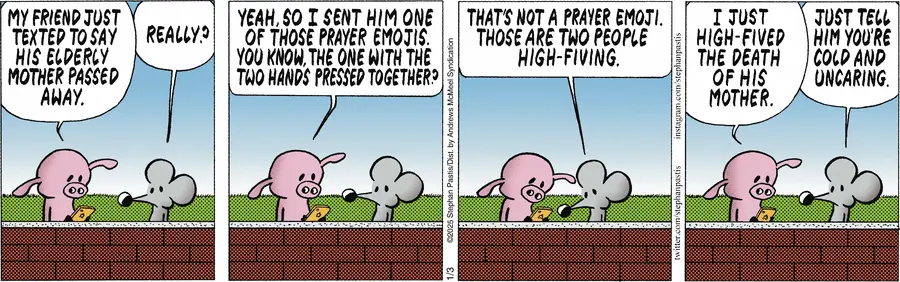 MY FRIEND JUST
TEXTED TO SAY
HIS ELDERLY
MOTHER PASSED
AWAY.
REALLY?
YEAH, SO I SENT HIM ONE
OF THOSE PRAYER EMOJIS.
YOU KNOW, THE ONE WITH THE
TWO HANDS PRESSED TOGETHER?
©2025 Stephan Pastis/Dist. by Andrews McMeel Syndication
1/3
THAT'S NOT A PRAYER EMOJI.
THOSE ARE TWO PEOPLE
HIGH-FIVING.
twitter.com/stephanpastis
instagram.com/stephanpastis
I JUST
HIGH-FIVED
THE DEATH
OF HIS
MOTHER.
JUST TELL
HIM YOU'RE
COLD AND
UNCARING.